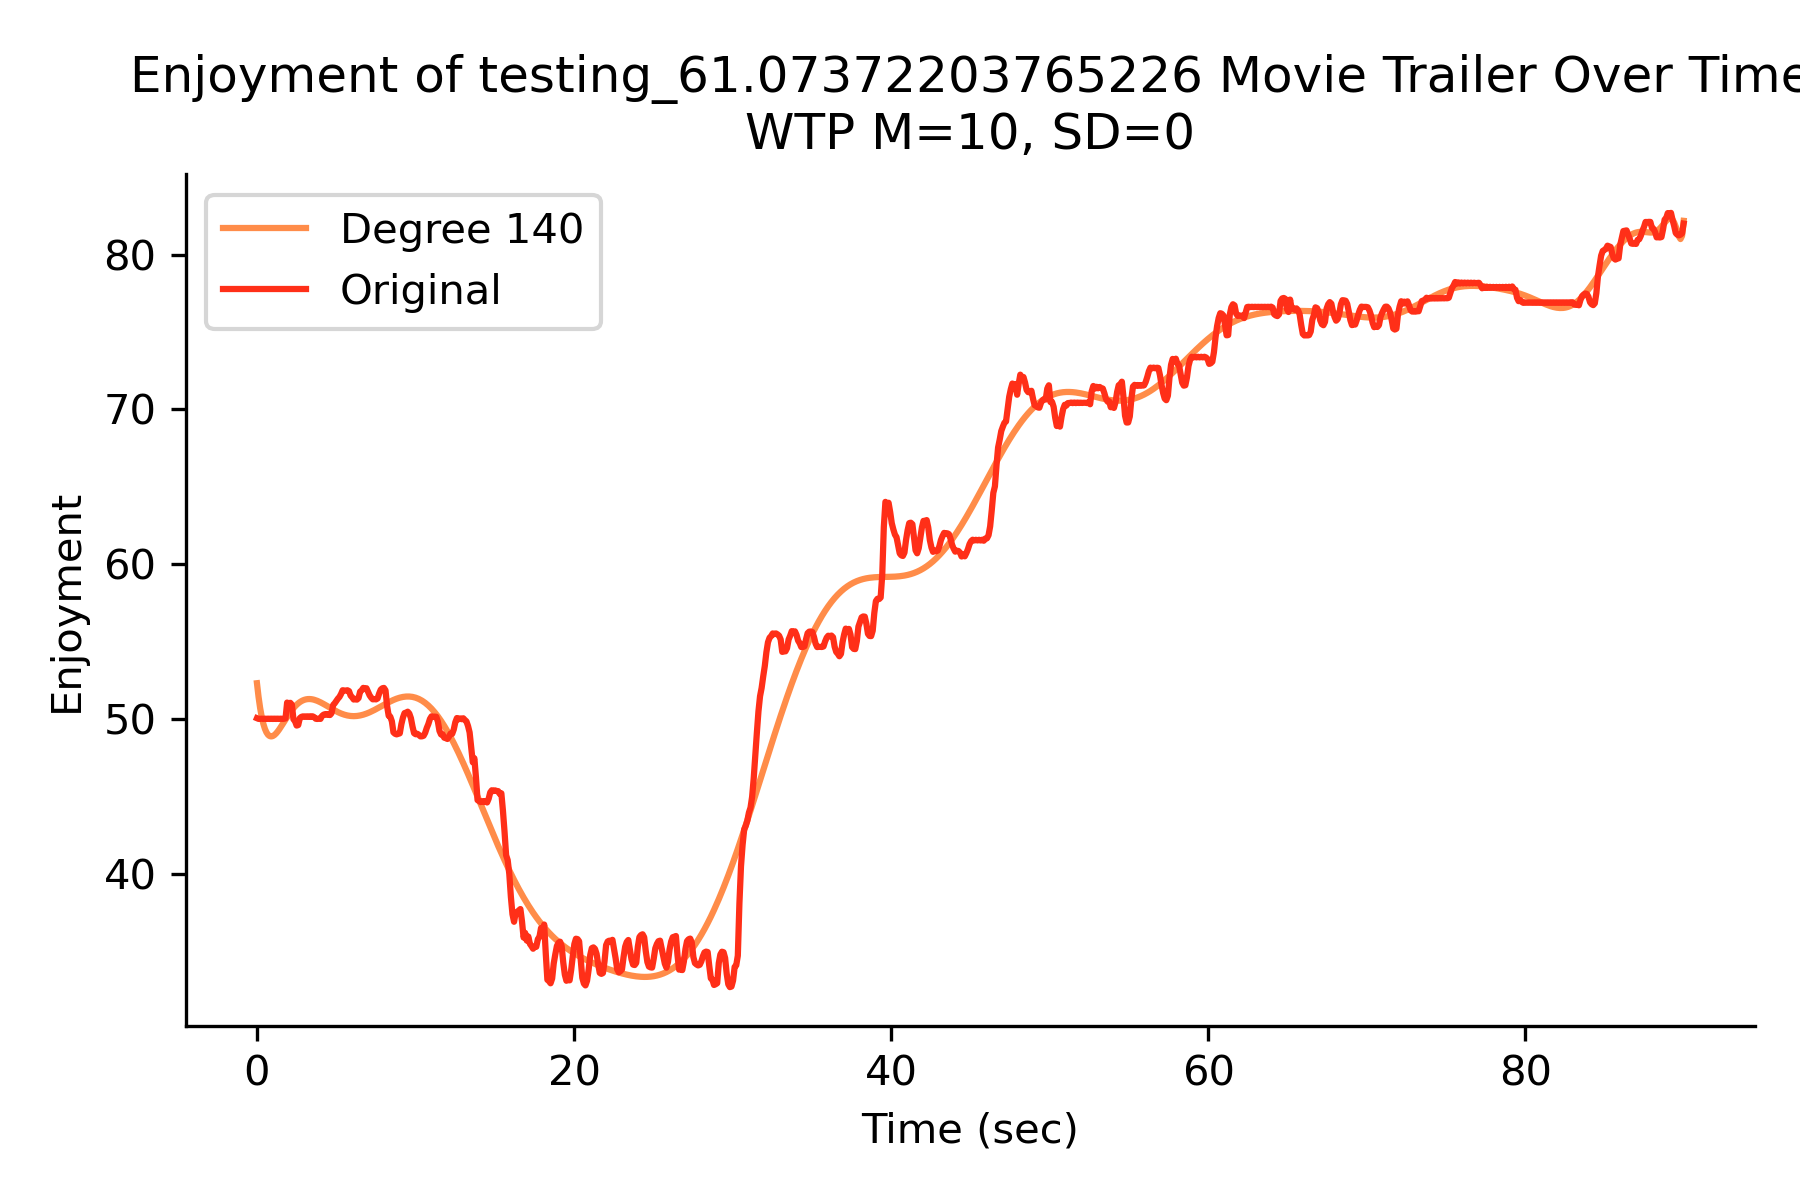 Enjoyment of testing_61.07372203765226 Movie Trailer Over Time
WTP M=10, SD=0
Degree 140
Original
80
70
60
50
40
Enjoyment
0 20 40 60 80
Time (sec)